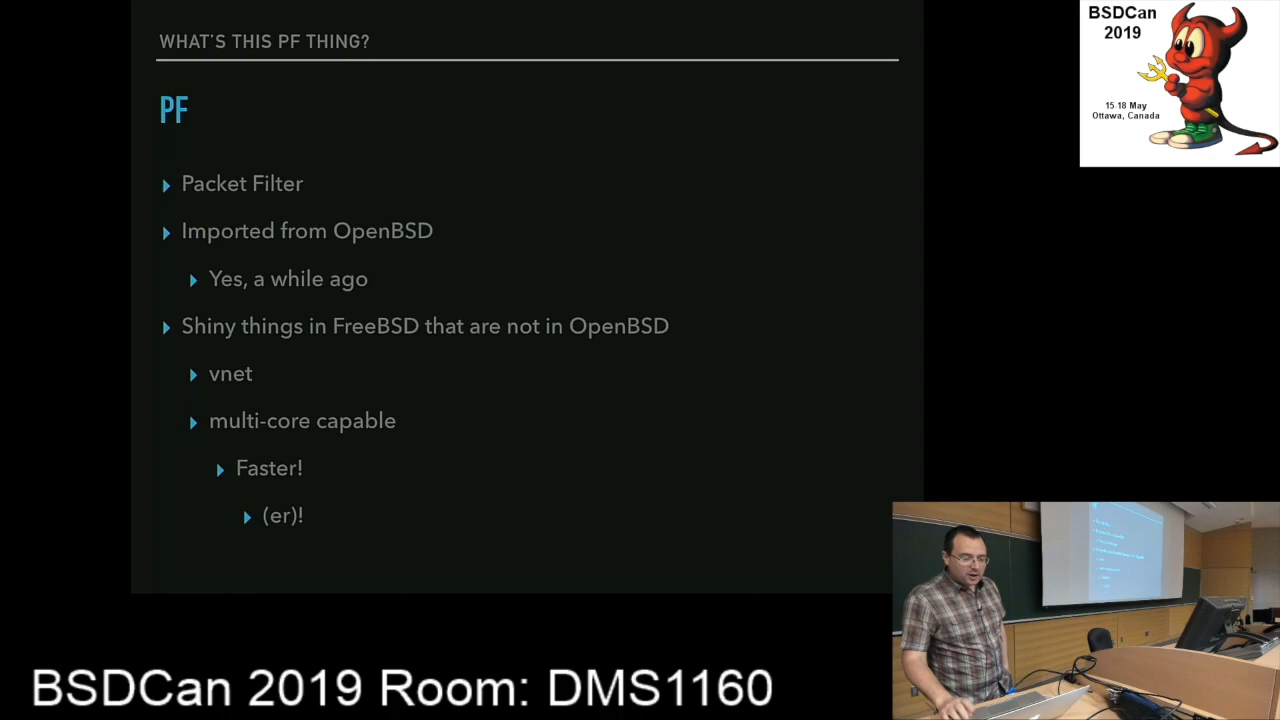 WHAT'S THIS PF THING?
PF
Packet Filter
Imported from OpenBSD
Yes, a while ago
Shiny things in FreeBSD that are not in OpenBSD
vnet
multi-core capable
Faster!
(er)!
BSDCan
2019
15-18 May
Ottawa, Canada
BSDCan 2019 Room: DMS1160